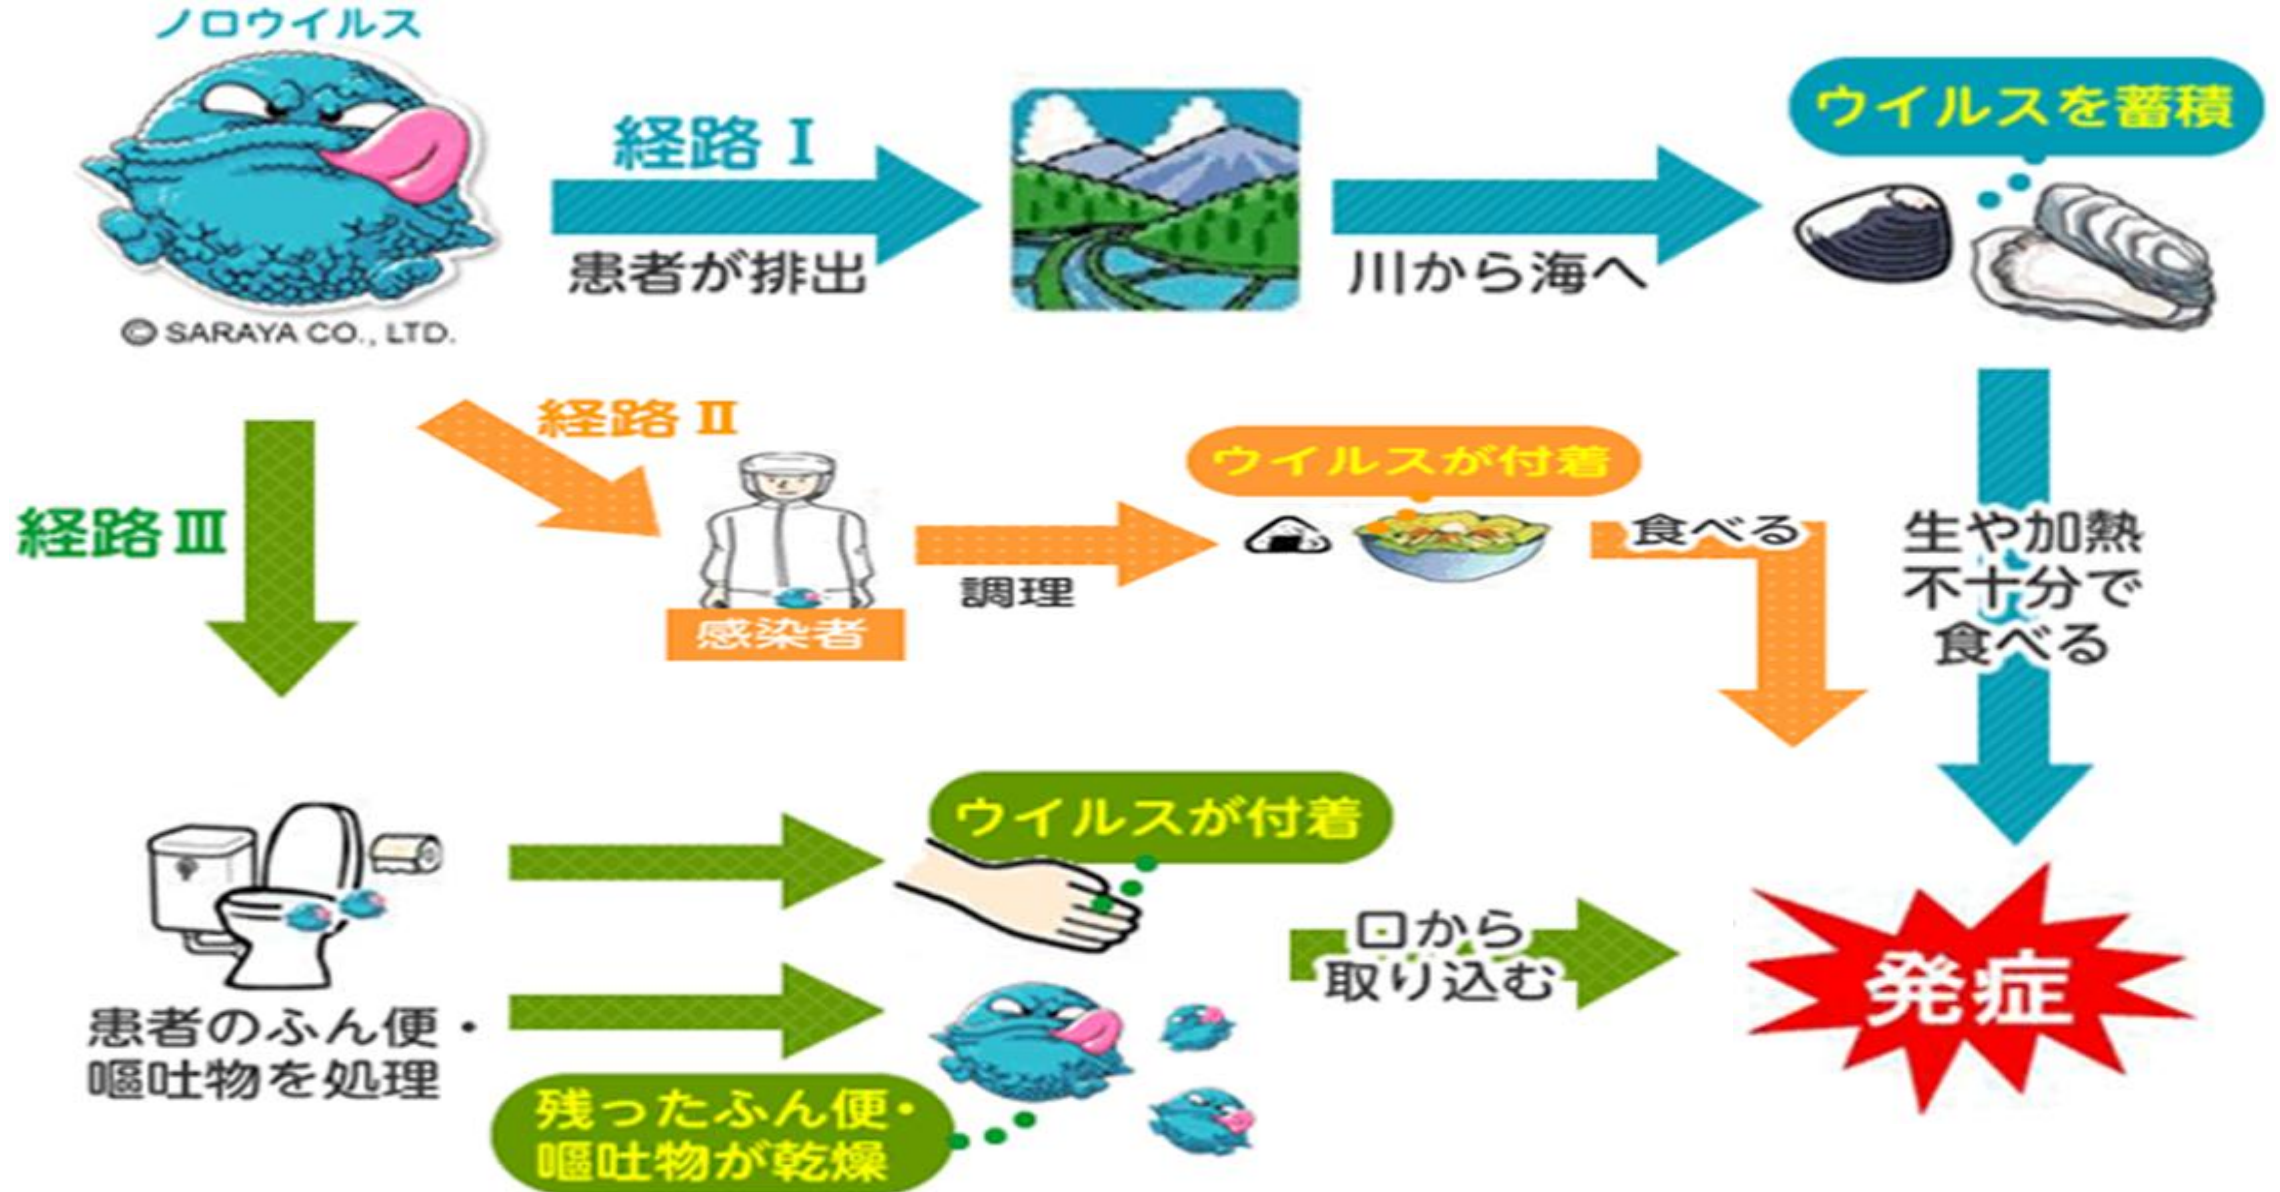 ノロウイルス
© SARAYA CO., LTD.
経路Ⅰ
患者が排出
川から海へ
ウイルスを蓄積
生や加熱
不十分で
食べる
経路Ⅱ
感染者
調理
ウイルスが付着
食べる
経路Ⅲ
患者のふん便・
嘔吐物を処理
ウイルスが付着
残ったふん便・
嘔吐物が乾燥
口から
取り込む
発症